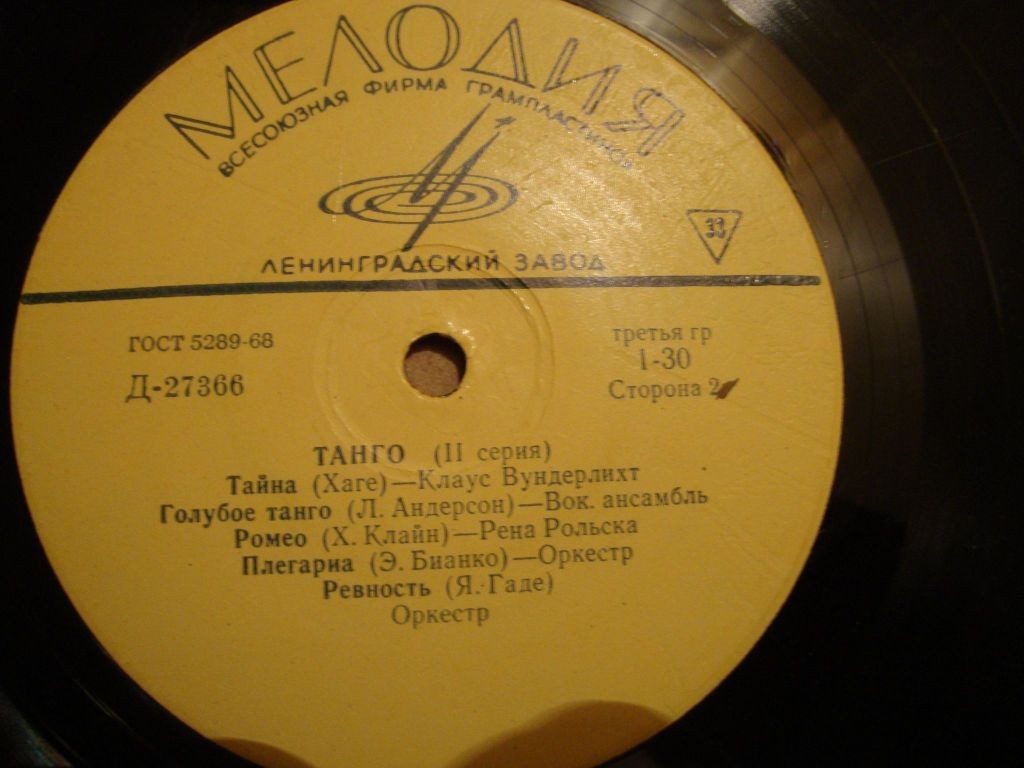 МЕЛОДИЯ
ВСЕСОЮЗНАЯ ФИРМА ГРАМПЛАСТИНОК
33
ЛЕНИНГРАДСКИЙ ЗАВОД
ГОСТ 5289-68
третья гр
Д-27366
1-30
Сторона 2
ТАНГО (II серия)
Тайна (Хаге)—Клаус Вундерлихт
Голубое танго (Л. Андерсон)—Вок. ансамбль
Ромео (Х. Клайн)—Рена Рольска
Плегариа (Э. Бианко)—Оркестр
Ревность (Я. Гаде)
Оркестр